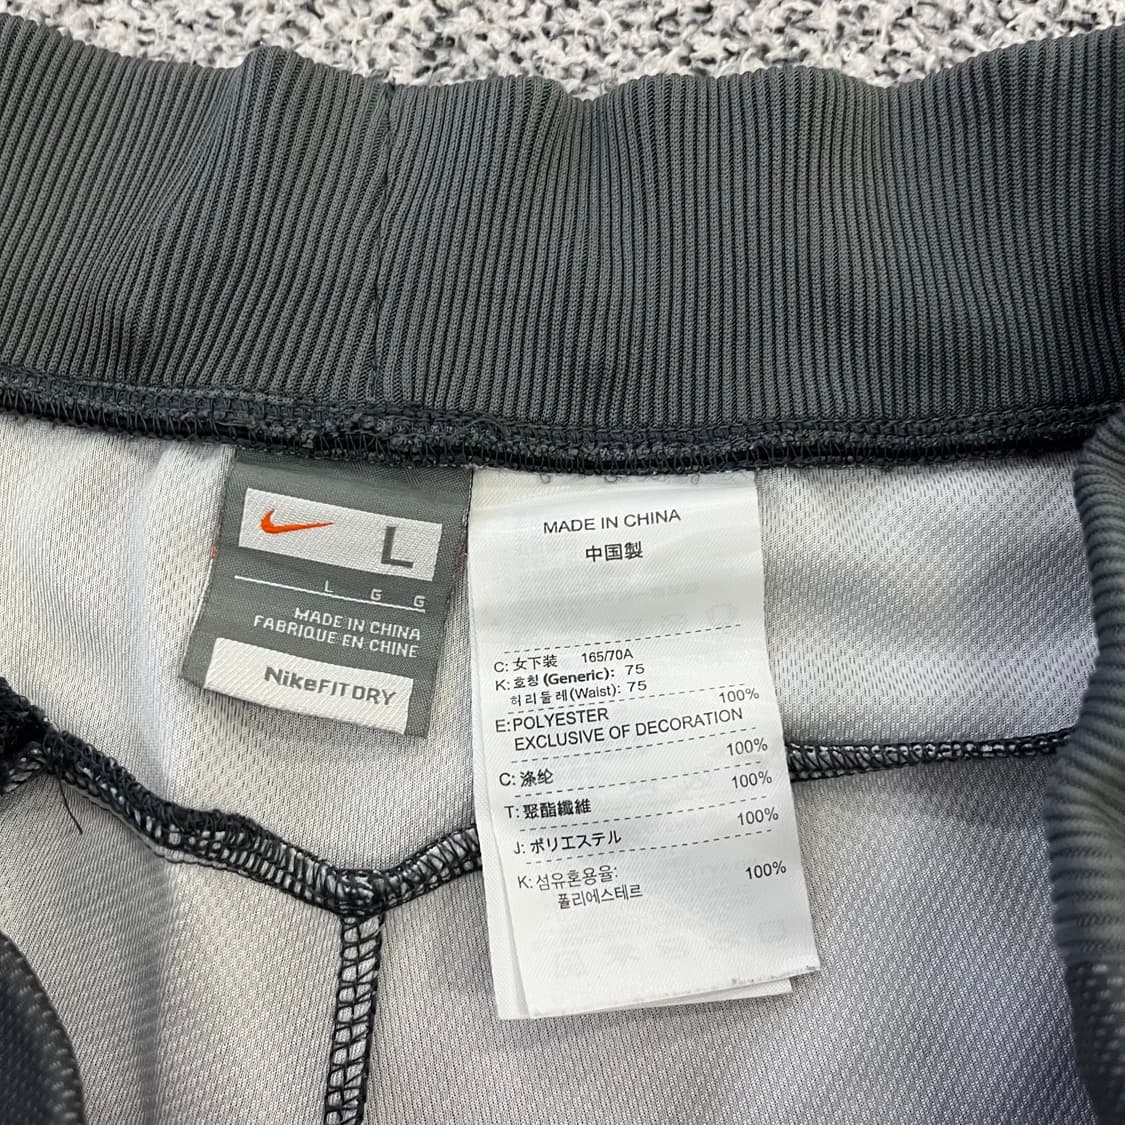 L
L G G
MADE IN CHINA
FABRIQUE EN CHINE
NikeFITDRY
MADE IN CHINA
中国製
C: 女下装 165/70A
K: 호칭 (Generic): 75
허리둘레(Waist): 75
E:POLYESTER 100%
EXCLUSIVE OF DECORATION
C: 涤纶 100%
T: 聚酯纖維 100%
J: ポリエステル 100%
K: 섬유혼용율: 100%
폴리에스테르